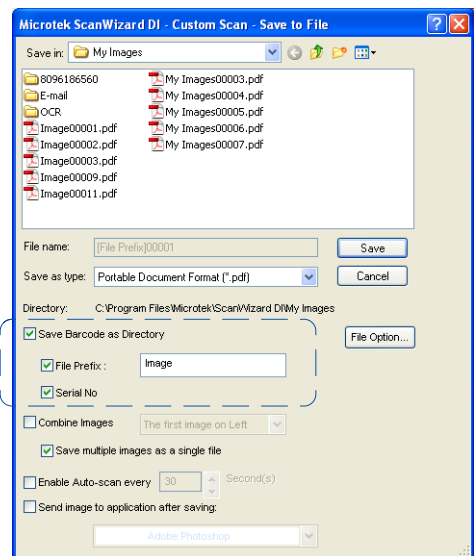 Microtek ScanWizard DI - Custom Scan - Save to File
Save in: My Images
8096186560
E-mail
OCR
Image00001.pdf
Image00002.pdf
Image00003.pdf
Image00009.pdf
Image00011.pdf
My Images00003.pdf
My Images00004.pdf
My Images00005.pdf
My Images00006.pdf
My Images00007.pdf
File name: [File Prefix]00001 Save
Save as type: Portable Document Format (*.pdf) Cancel
Directory: C:\Program Files\Microtek\ScanWizard DI\My Images
Save Barcode as Directory File Option...
File Prefix : Image
Serial No
Combine Images The first image on Left
Save multiple images as a single file
Enable Auto-scan every 30 Second(s)
Send image to application after saving:
Adobe Photoshop